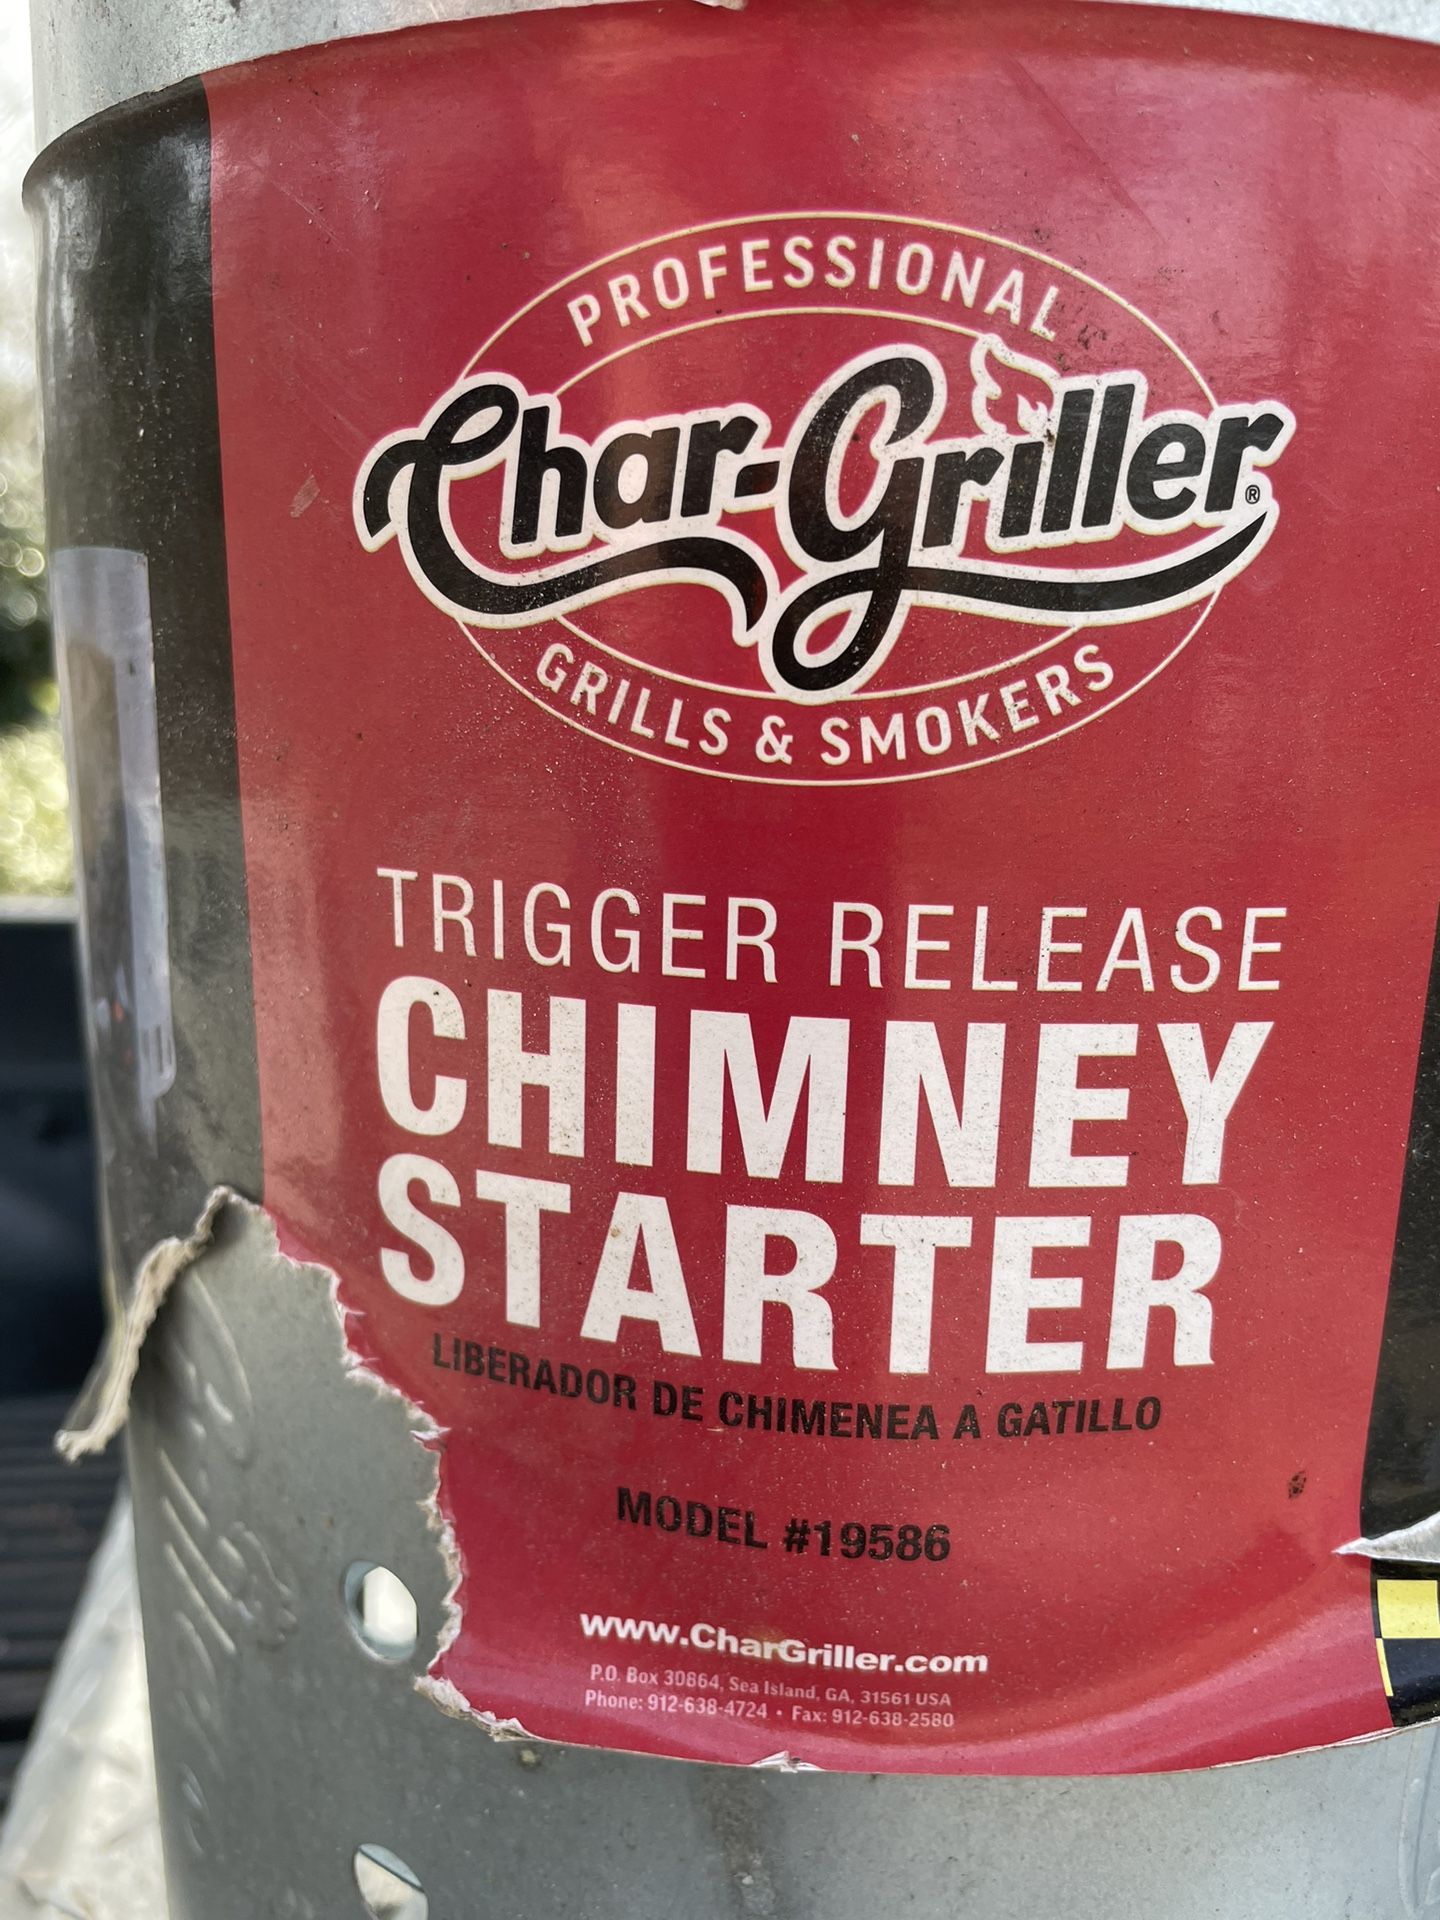 PROFESSIONAL
Char-Griller®
GRILLS & SMOKERS
TRIGGER RELEASE
CHIMNEY
STARTER
LIBERADOR DE CHIMENEA A GATILLO
MODEL #19586
www.CharGriller.com
P.O. Box 30864, Sea Island, GA, 31561 USA
Phone: 912-638-4724 • Fax: 912-638-2580